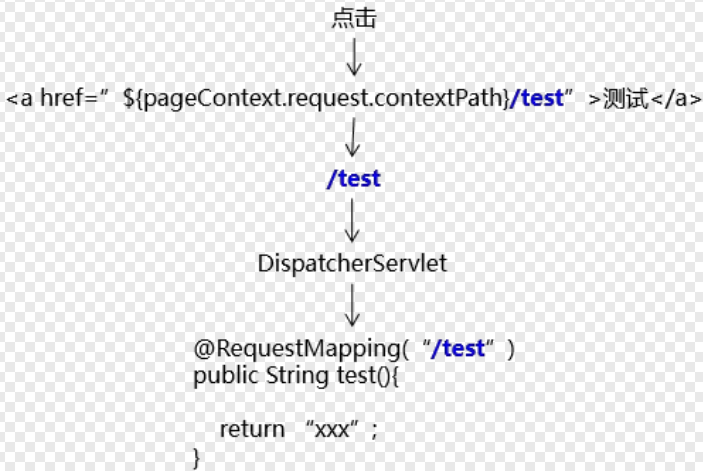 点击
<a href=”${pageContext.request.contextPath}/test”>测试</a>
/test
DispatcherServlet
@RequestMapping(“/test”)
public String test(){
return “xxx”;
}